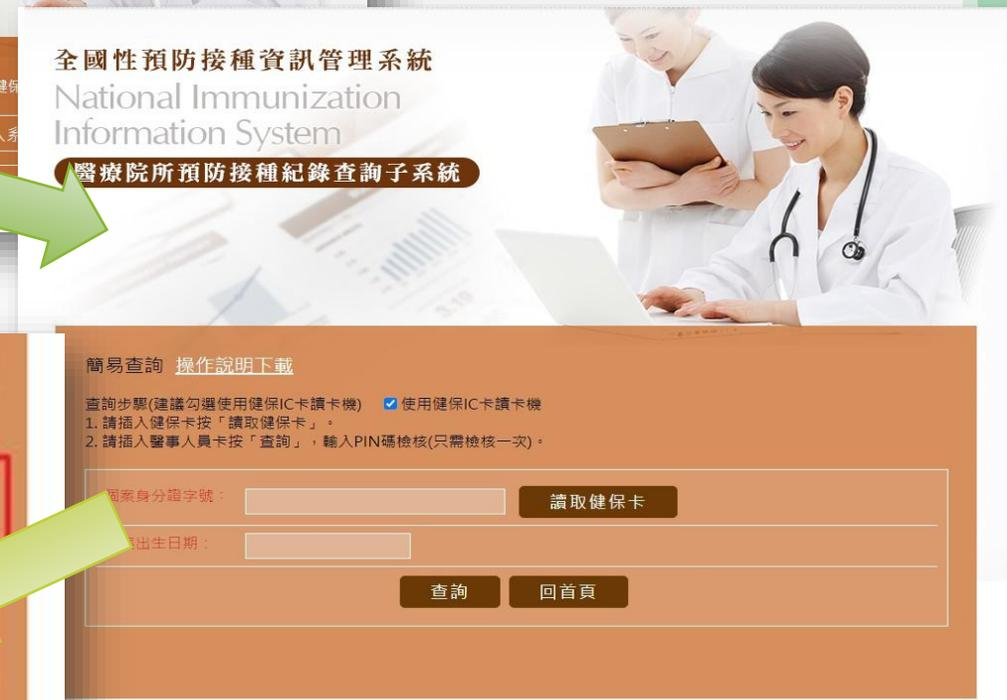 全國性預防接種資訊管理系統
National Immunization
Information System
醫療院所預防接種紀錄查詢子系統
簡易查詢 操作說明下載
查詢步驟(建議勾選使用健保IC卡讀卡機) 使用健保IC卡讀卡機
1. 請插入健保卡按「讀取健保卡」。
2. 請插入醫事人員卡按「查詢」，輸入PIN碼檢核(只需檢核一次)。
個案身分證字號：
讀取健保卡
出生日期：
查詢 回首頁